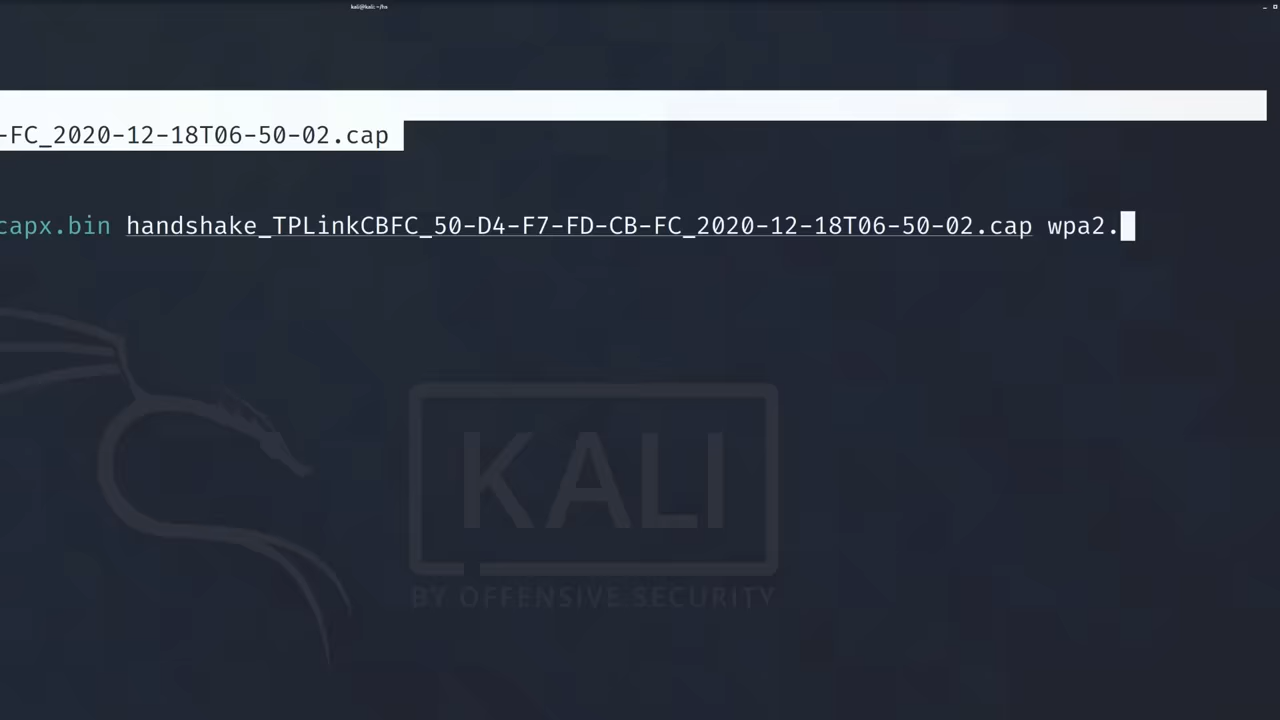 kali@kali: ~/ha
-FC_2020-12-18T06-50-02.cap
capx.bin handshake_TPLinkCBFC_50-D4-F7-FD-CB-FC_2020-12-18T06-50-02.cap wpa2.
KALI
BY OFFENSIVE SECURITY